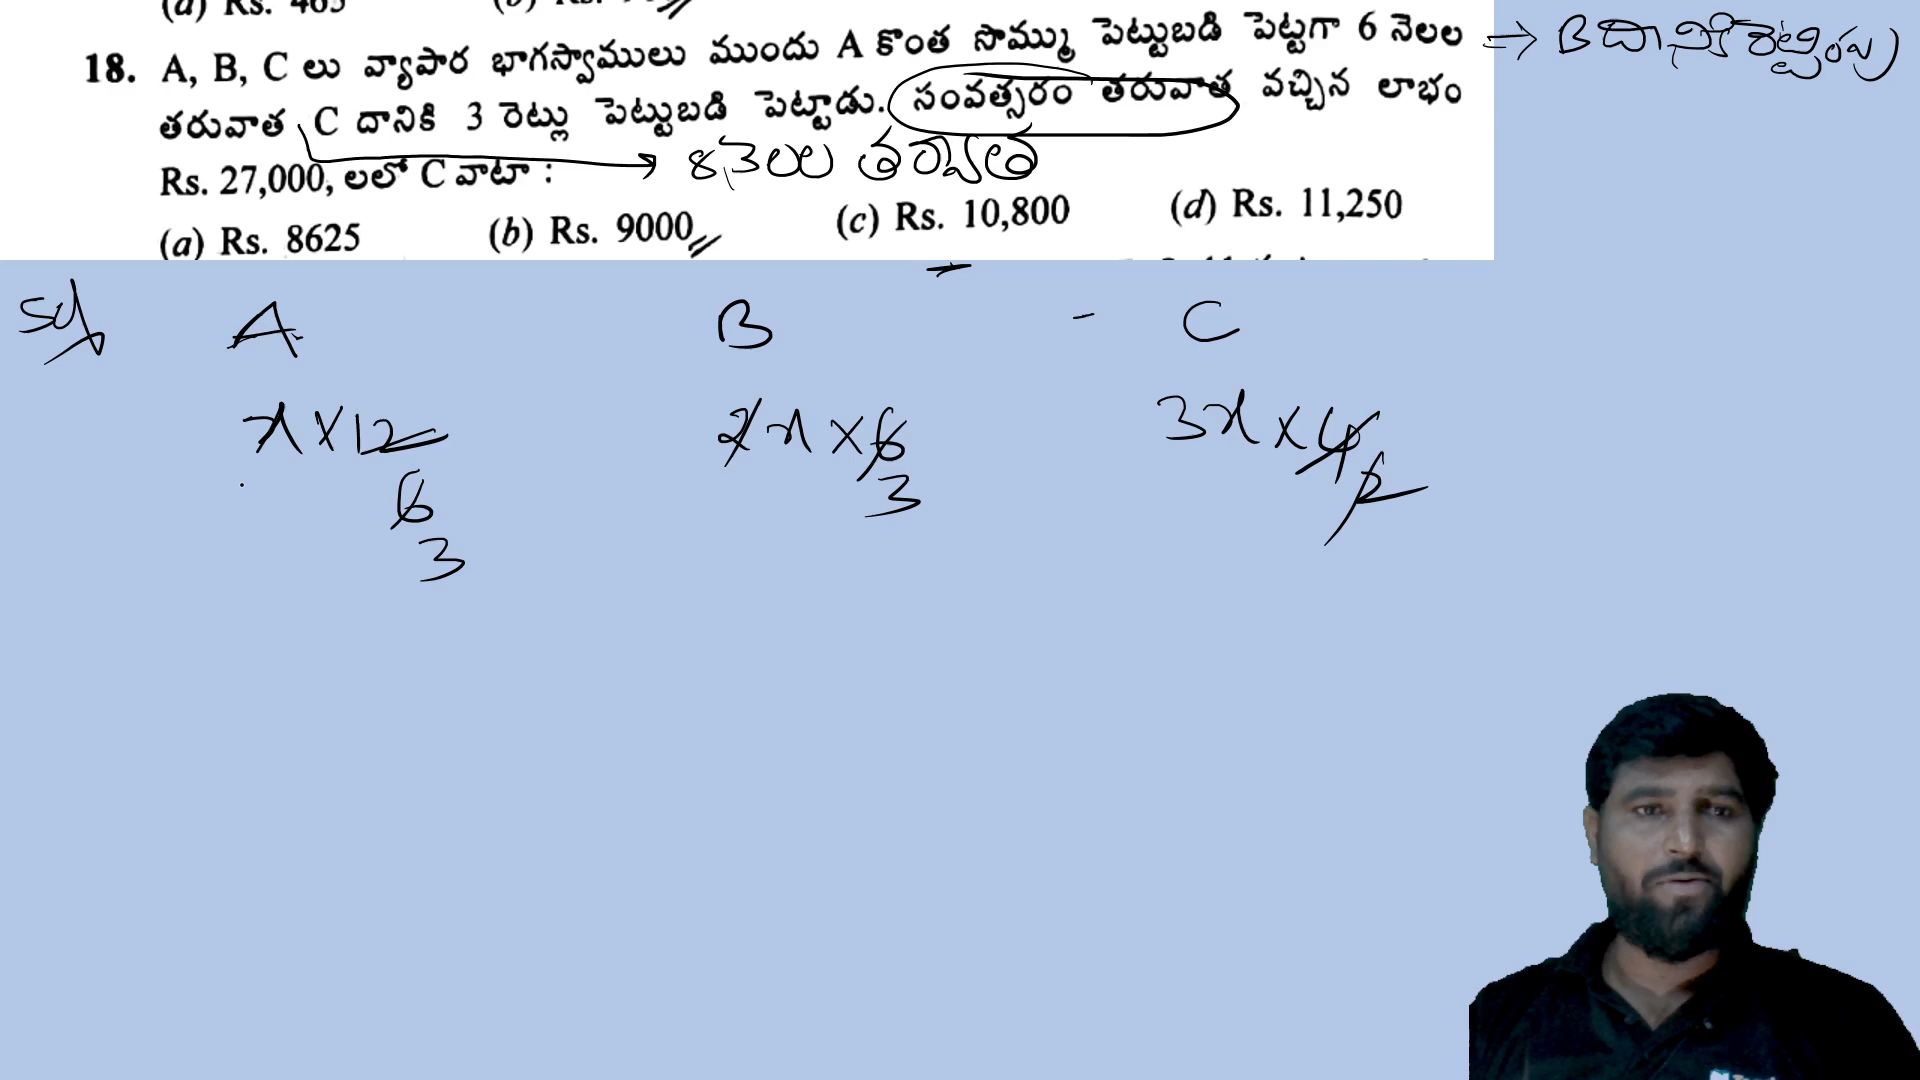 18. A, B, C లు వ్యాపార భాగస్వాములు ముందు A కొంత సొమ్ము పెట్టుబడి పెట్టగా 6 నెలల → B దానికి రెట్టింపు
తరువాత C దానికి 3 రెట్లు పెట్టుబడి పెట్టాడు. సంవత్సరం తరువాత వచ్చిన లాభం
Rs. 27,000, లలో C వాటా : 8 నెలల తర్వాత
(a) Rs. 8625 (b) Rs. 9000 (c) Rs. 10,800 (d) Rs. 11,250
Sol A B - C
x × 12 2x × 6 3x × 4
6 3 2
3